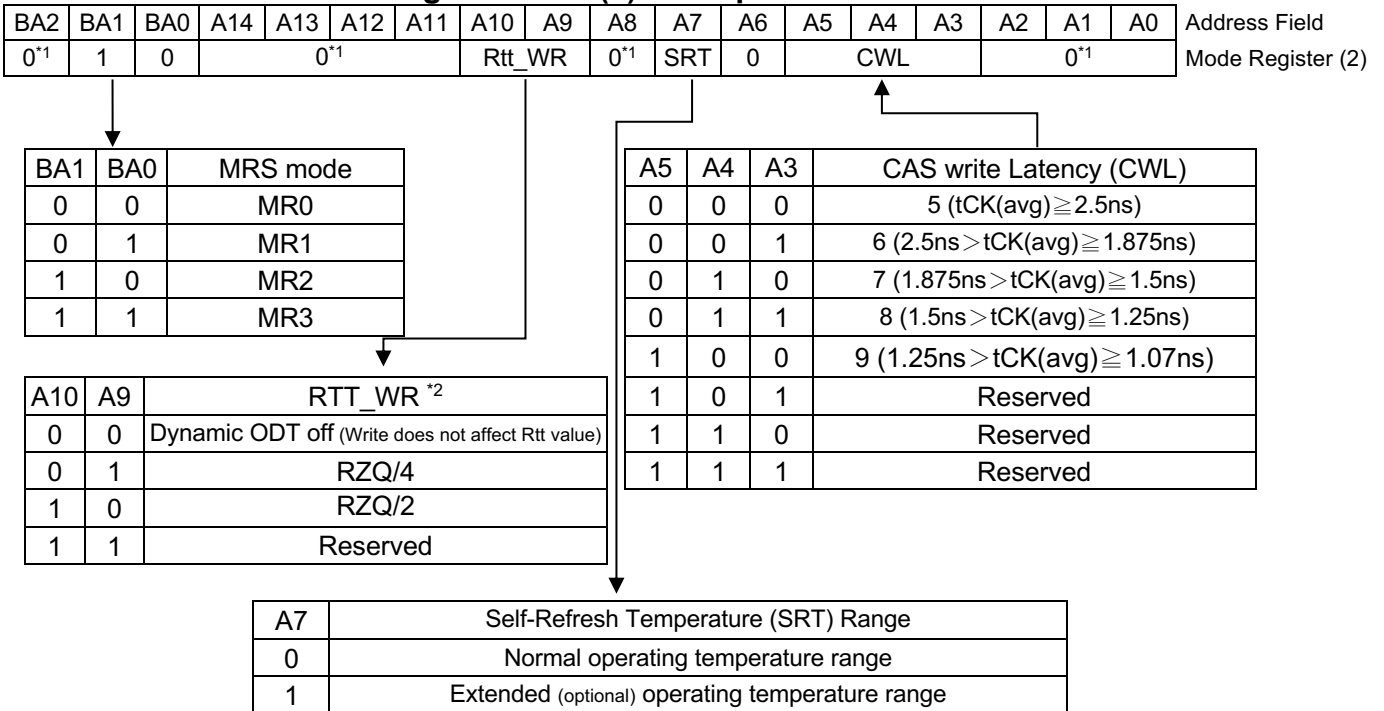 BA2 BA1 BA0 A14 A13 A12 A11 A10 A9 A8 A7 A6 A5 A4 A3 A2 A1 A0 Address Field
0*1 1 0 0*1 Rtt_WR 0*1 SRT 0 CWL 0*1 Mode Register (2)
BA1 BA0 MRS mode
0 0 MR0
0 1 MR1
1 0 MR2
1 1 MR3
A5 A4 A3 CAS write Latency (CWL)
0 0 0 5 (tCK(avg)≧2.5ns)
0 0 1 6 (2.5ns>tCK(avg)≧1.875ns)
0 1 0 7 (1.875ns>tCK(avg)≧1.5ns)
0 1 1 8 (1.5ns>tCK(avg)≧1.25ns)
1 0 0 9 (1.25ns>tCK(avg)≧1.07ns)
1 0 1 Reserved
1 1 0 Reserved
1 1 1 Reserved
A10 A9 RTT_WR *2
0 0 Dynamic ODT off (Write does not affect Rtt value)
0 1 RZQ/4
1 0 RZQ/2
1 1 Reserved
A7 Self-Refresh Temperature (SRT) Range
0 Normal operating temperature range
1 Extended (optional) operating temperature range